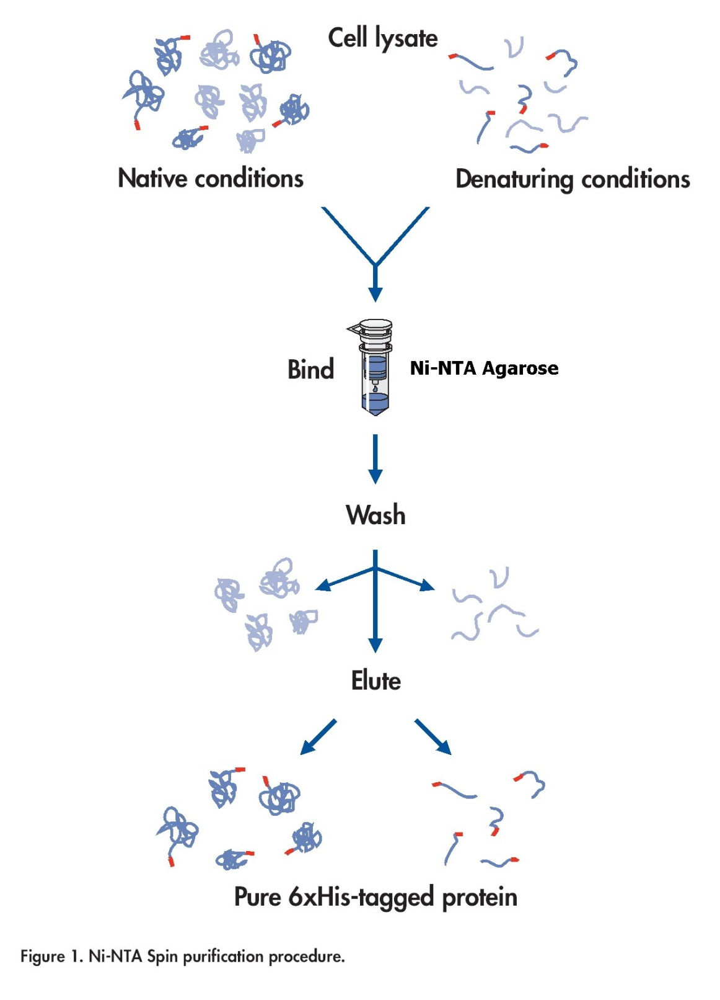 Cell lysate
Native conditions
Denaturing conditions
Bind
Ni-NTA Agarose
Wash
Elute
Pure 6xHis-tagged protein
Figure 1. Ni-NTA Spin purification procedure.